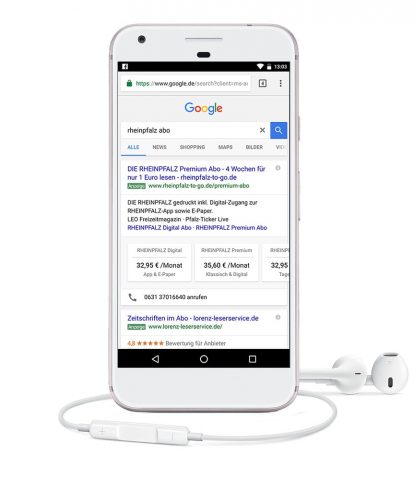 13:03
https://www.google.de/search?client=ms-a
4
Google
rheinpfalz abo
ALLE NEWS SHOPPING MAPS BILDER VID
DIE RHEINPFALZ Premium Abo - 4 Wochen für
nur 1 Euro lesen - rheinpfalz-to-go.de
Anzeige www.rheinpfalz-to-go.de/premium-abo
DIE RHEINPFALZ gedruckt inkl. Digital-Zugang zur
RHEINPFALZ-App sowie E-Paper.
LEO Freizeitmagazin · Pfalz-Ticker Live
RHEINPFALZ Digital Abo · RHEINPFALZ Premium Abo
RHEINPFALZ Digital
32,95 € /Monat
App & E-Paper
RHEINPFALZ Premium
35,60 € /Monat
Klassisch & Digital
RHEIN
32,9
Tage
0631 37016640 anrufen
Zeitschriften im Abo - lorenz-leserservice.de
Anzeige www.lorenz-leserservice.de/
4,8 ★★★★★ Bewertung für Anbieter